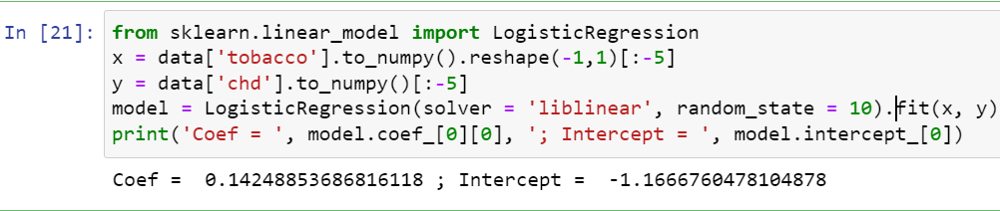 In [21]: from sklearn.linear_model import LogisticRegression
x = data['tobacco'].to_numpy().reshape(-1,1)[:-5]
y = data['chd'].to_numpy()[:-5]
model = LogisticRegression(solver = 'liblinear', random_state = 10).fit(x, y)
print('Coef = ', model.coef_[0][0], '; Intercept = ', model.intercept_[0])
Coef =  0.14248853686816118 ; Intercept =  -1.1666760478104878